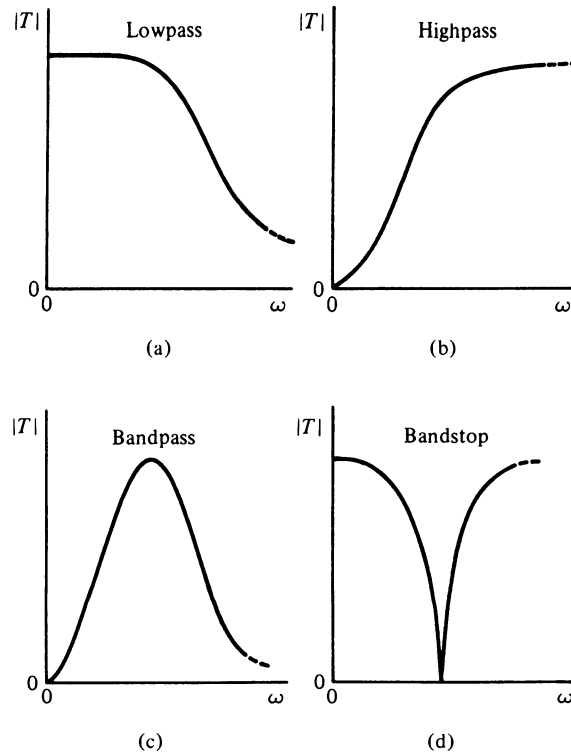 |T|
Lowpass
0
0
ω
(a)
|T|
Highpass
0
0
ω
(b)
|T|
Bandpass
0
0
ω
(c)
|T|
Bandstop
0
0
ω
(d)